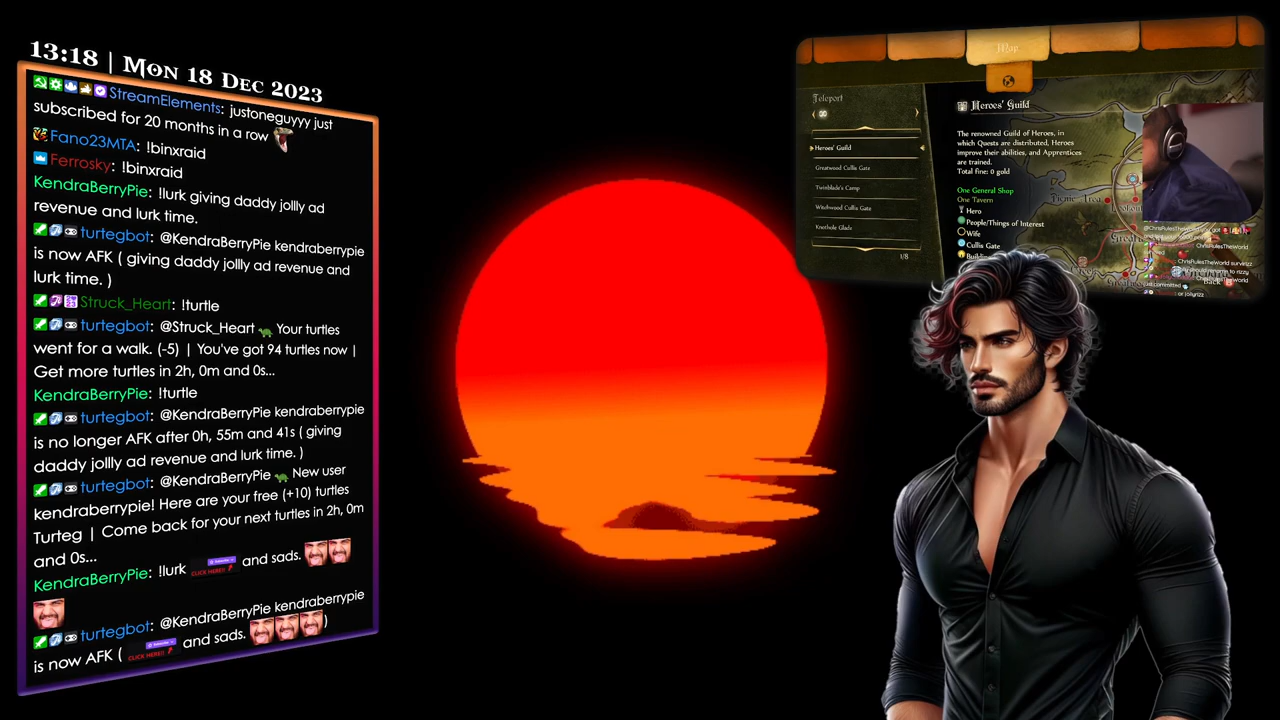 13:18 | Mon 18 Dec 2023
StreamElements: justoneguyyy just
subscribed for 20 months in a row
Fano23MTA: !binxraid
Ferrosky: !binxraid
KendraBerryPie: !lurk giving daddy jollly ad
revenue and lurk time.
turtegbot: @KendraBerryPie kendraberrypie
is now AFK ( giving daddy jollly ad revenue and
lurk time. )
Struck_Heart: !turtle
turtegbot: @Struck_Heart Your turtles
went for a walk. (-5) | You've got 94 turtles now |
Get more turtles in 2h, 0m and 0s...
KendraBerryPie: !turtle
turtegbot: @KendraBerryPie kendraberrypie
is no longer AFK after 0h, 55m and 41s ( giving
daddy jollly ad revenue and lurk time. )
turtegbot: @KendraBerryPie New user
kendraberrypie! Here are your free (+10) turtles
Turteg | Come back for your next turtles in 2h, 0m
and 0s...
KendraBerryPie: !lurk CLICK HERE!! and sads.
turtegbot: @KendraBerryPie kendraberrypie
is now AFK ( CLICK HERE!! and sads. )
Map
Teleport
Heroes' Guild
Greatwood Cullis Gate
Twinblade's Camp
Witchwood Cullis Gate
Knothole Glade
1/8
Heroes' Guild
The renowned Guild of Heroes, in
which Quests are distributed, Heroes
improve their abilities, and Apprentices
are trained.
Total fine: 0 gold
One General Shop
One Tavern
Hero
People/Things of Interest
Wife
Cullis Gate
ChrisRulesTheWorld
ChrisRulesTheWorld
Back